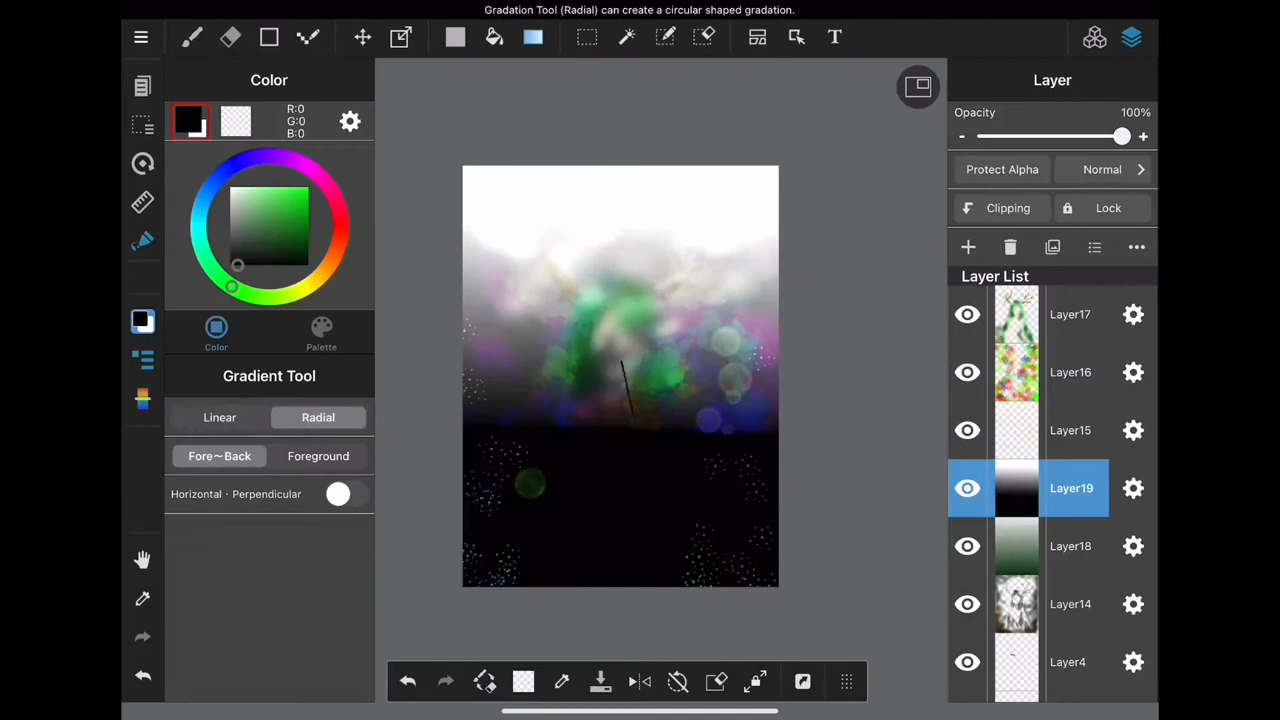 Gradation Tool (Radial) can create a circular shaped gradation.
T
Color
R:0
G:0
B:0
Color
Palette
Gradient Tool
Linear
Radial
Fore~Back
Foreground
Horizontal · Perpendicular
Layer
Opacity
100%
-
+
Protect Alpha
Normal
Clipping
Lock
Layer List
Layer17
Layer16
Layer15
Layer19
Layer18
Layer14
Layer4